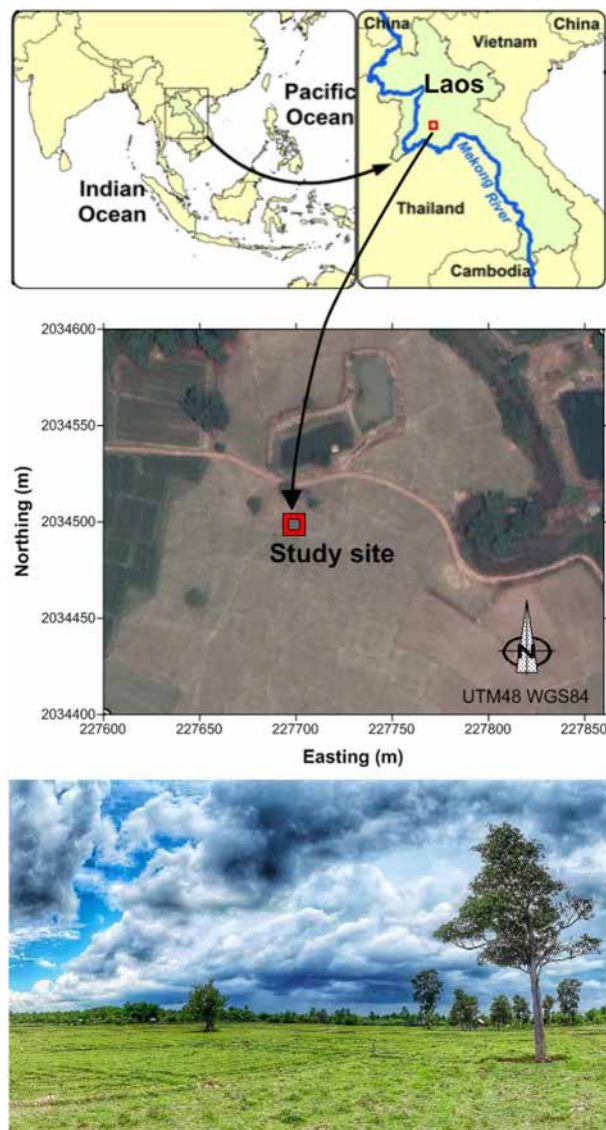 Pacific
Ocean
Indian
Ocean
China
Vietnam
China
Laos
Mekong River
Thailand
Cambodia
2034600
2034550
2034500
2034450
2034400
Northing (m)
Study site
N
UTM48 WGS84
227600
227650
227700
227750
227800
227850
Easting (m)